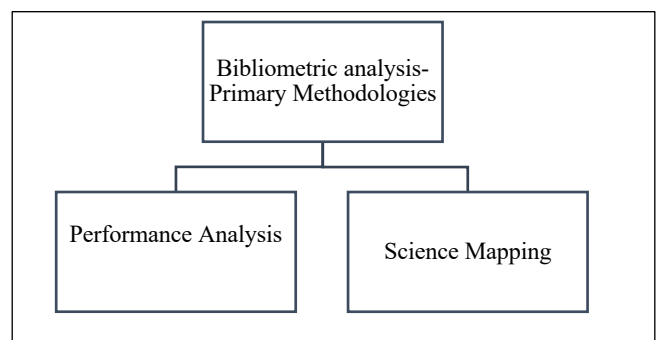 Bibliometric analysis-
Primary Methodologies
Performance Analysis
Science Mapping